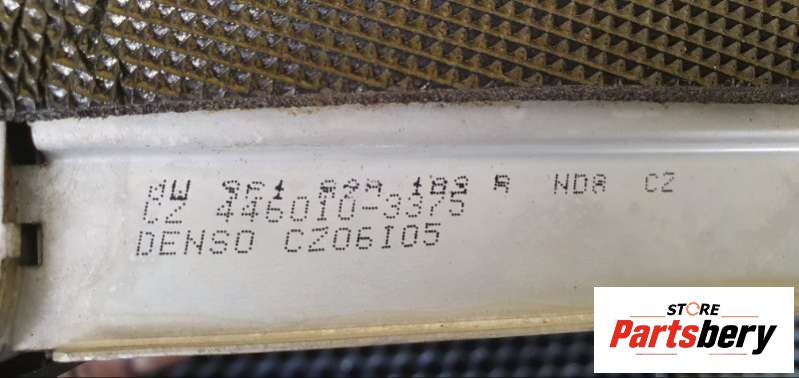 NDA CZ
CZ 446010-3375
DENSO CZ06I05
STORE
Partsbery